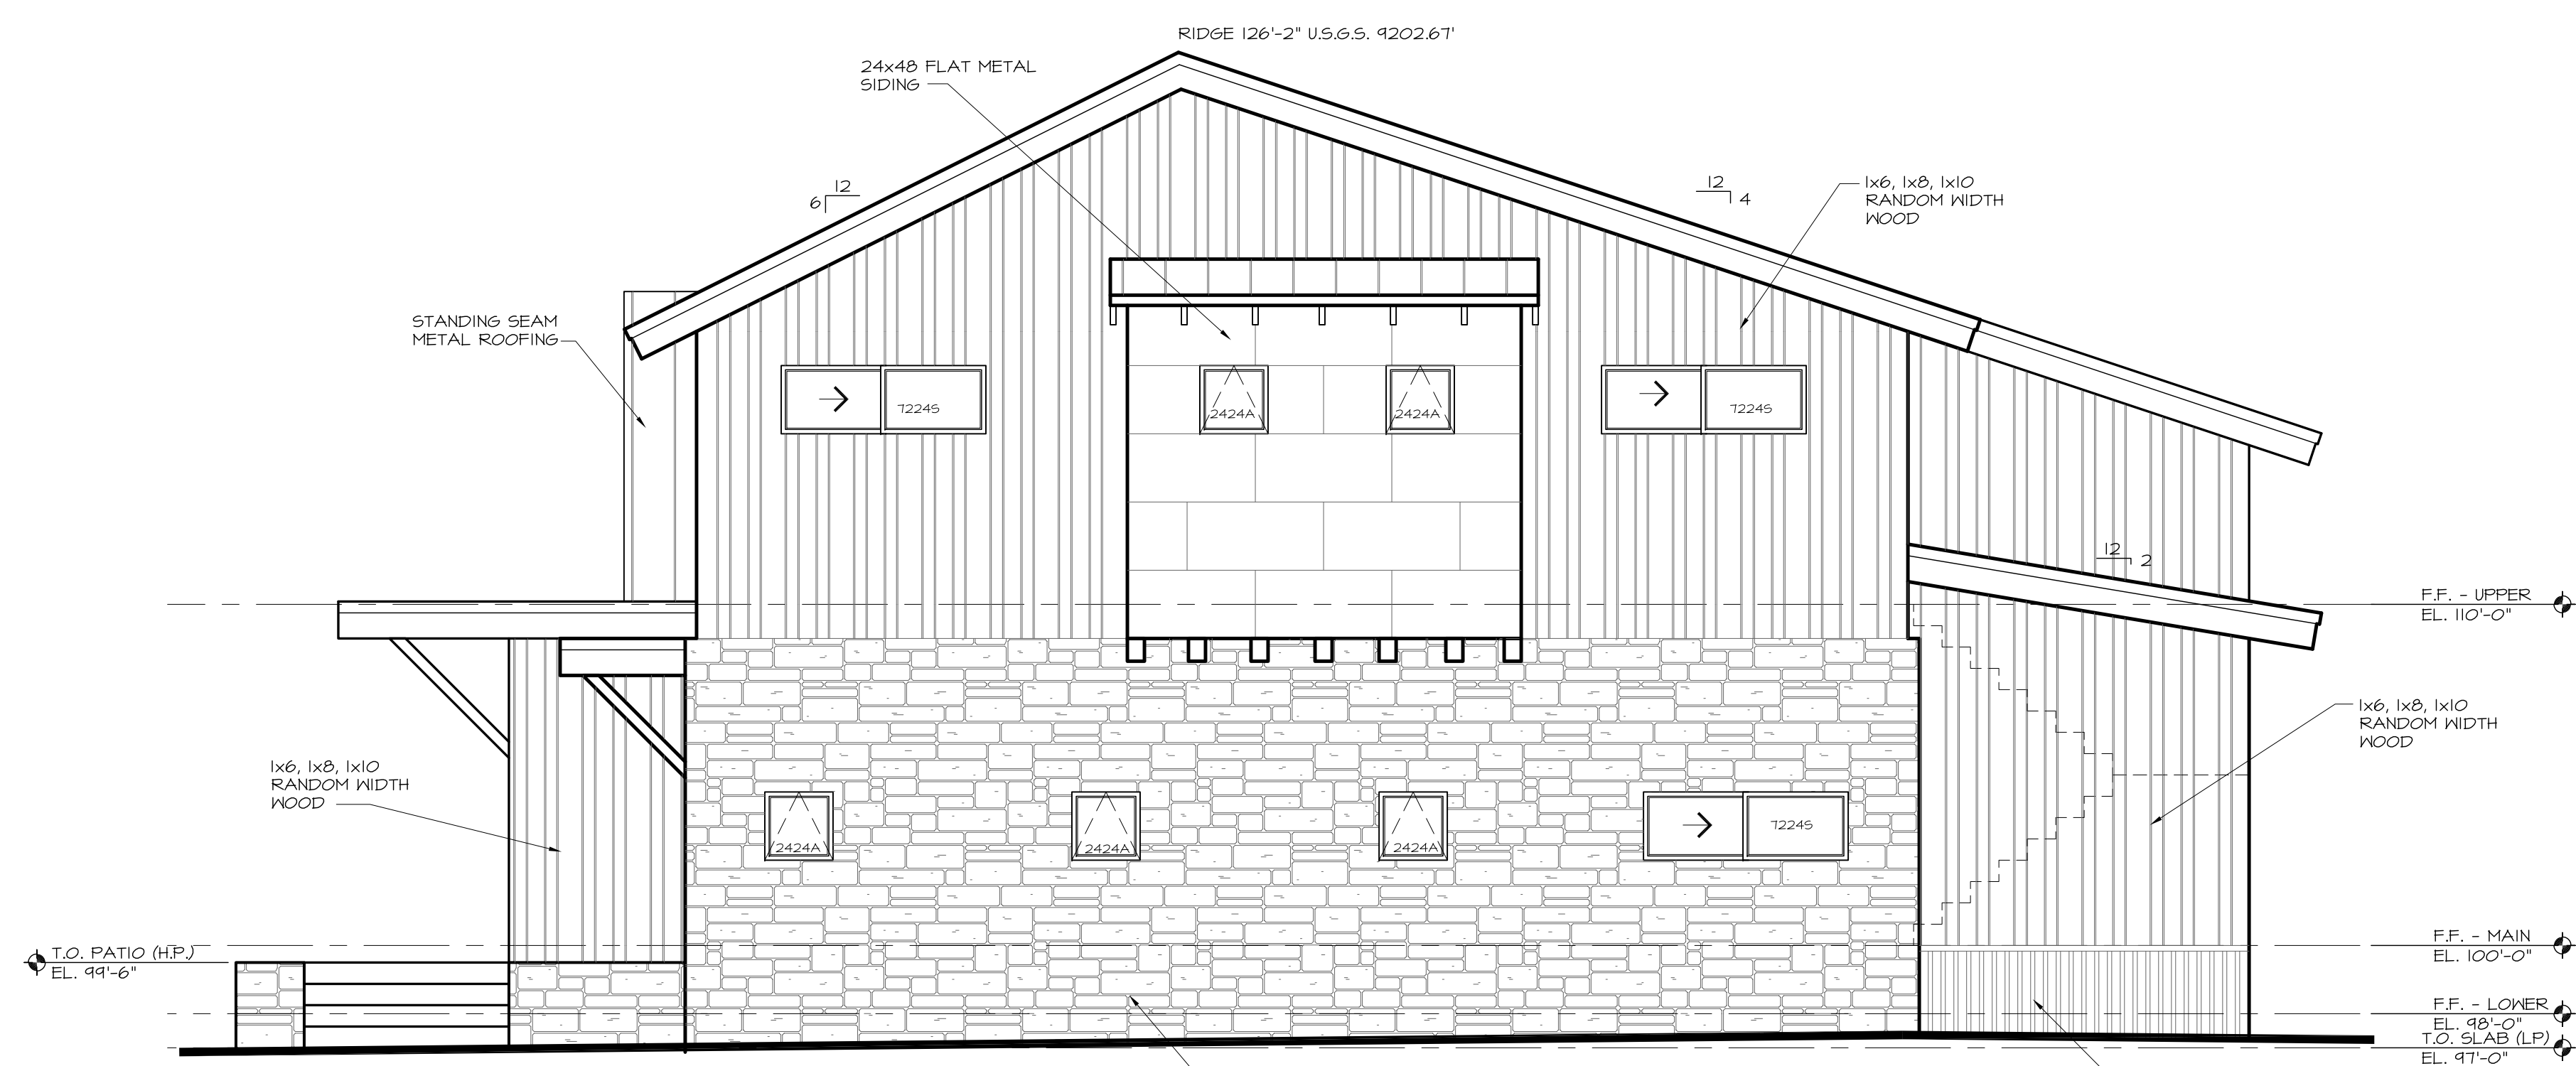 RIDGE 126'-2" U.S.G.S. 9202.67'
24x48 FLAT METAL
SIDING
12
6
12
4
1x6, 1x8, 1x10
RANDOM WIDTH
WOOD
STANDING SEAM
METAL ROOFING
7224S
2424A
2424A
7224S
12
2
F.F. - UPPER
EL. 110'-0"
1x6, 1x8, 1x10
RANDOM WIDTH
WOOD
1x6, 1x8, 1x10
RANDOM WIDTH
WOOD
2424A
2424A
2424A
7224S
T.O. PATIO (H.P.)
EL. 99'-6"
F.F. - MAIN
EL. 100'-0"
F.F. - LOWER
EL. 98'-0"
T.O. SLAB (LP)
EL. 97'-0"